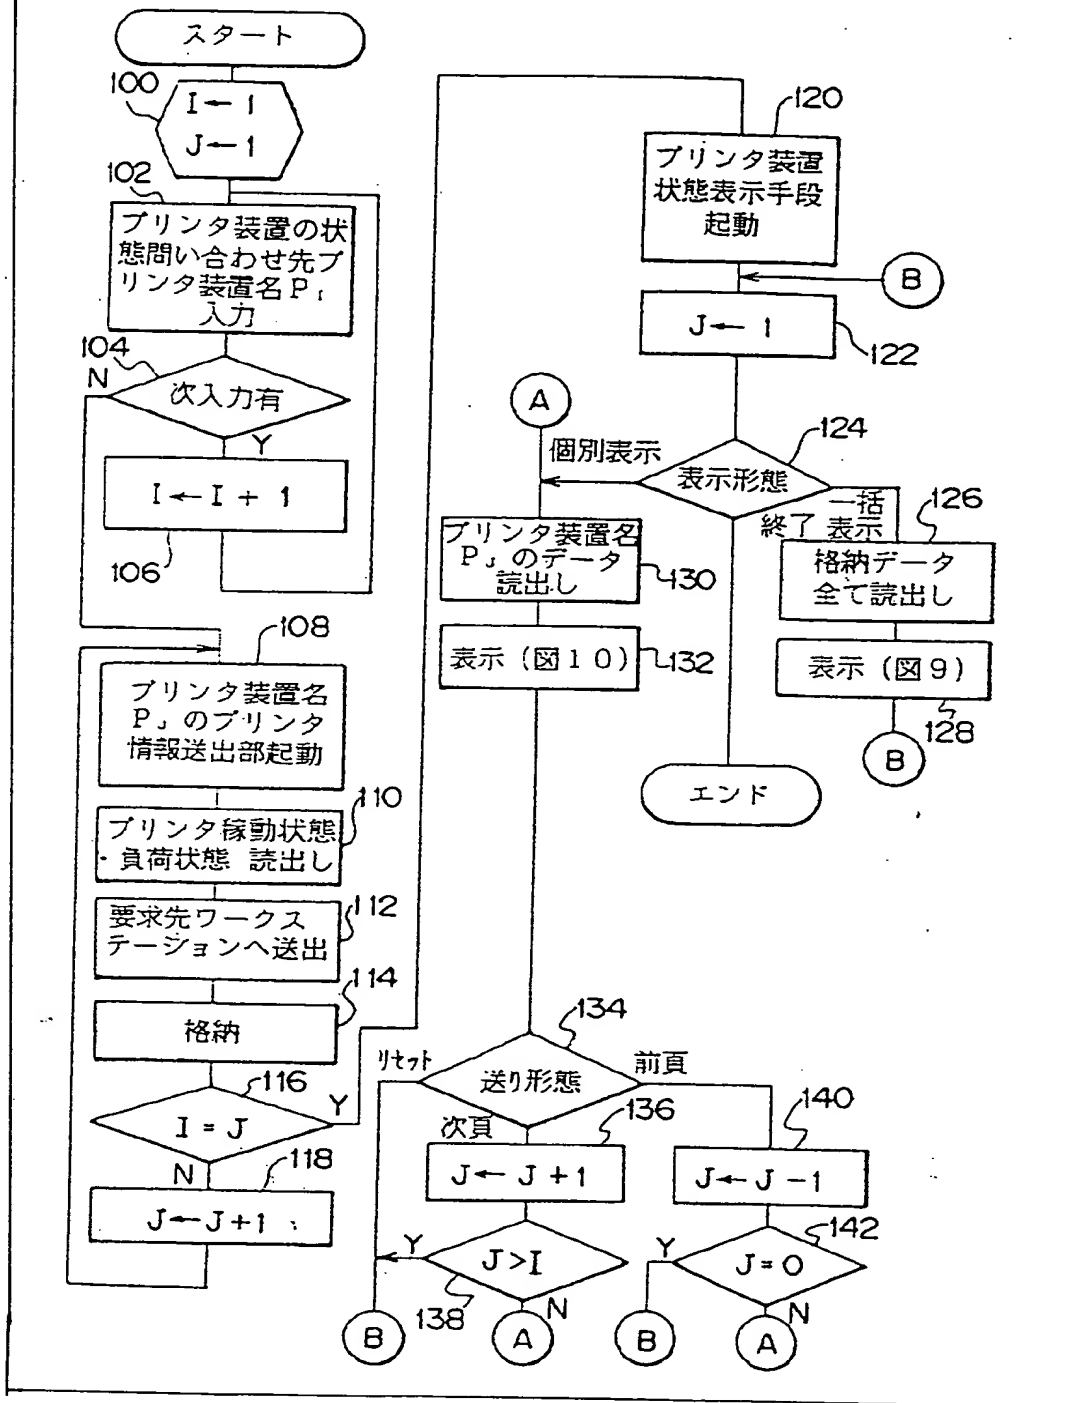 スタート
100
I←1
J←1
102
プリンタ装置の状
態問い合わせ先プ
リンタ装置名PI
入力
104
N
次入力有
Y
I←I+1
106
108
プリンタ装置名
PJのプリンタ
情報送出部起動
110
プリンタ稼動状態
・負荷状態 読出し
112
要求先ワークス
テーションへ送出
114
格納
116
I=J
Y
N
118
J←J+1
120
プリンタ装置
状態表示手段
起動
B
J←1
122
A
個別表示
124
表示形態
終了
一括
表示
126
格納データ
全て読出し
表示(図9)
128
B
プリンタ装置名
PJのデータ
読出し
130
表示(図10)
132
エンド
134
リセット
送り形態
前頁
次頁
136
J←J+1
140
J←J-1
Y
J>I
138
N
142
Y
J=0
N
B
A
B
A